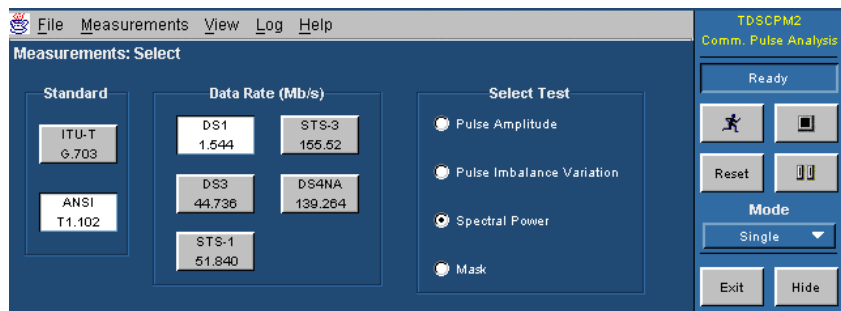 File Measurements View Log Help
Measurements: Select
Standard
ITU-T
G.703
ANSI
T1.102
Data Rate (Mb/s)
DS1
1.544
STS-3
155.52
DS3
44.736
DS4NA
139.264
STS-1
51.840
Select Test
Pulse Amplitude
Pulse Imbalance Variation
Spectral Power
Mask
TDSCPM2
Comm. Pulse Analysis
Ready
Reset
Mode
Single
Exit
Hide